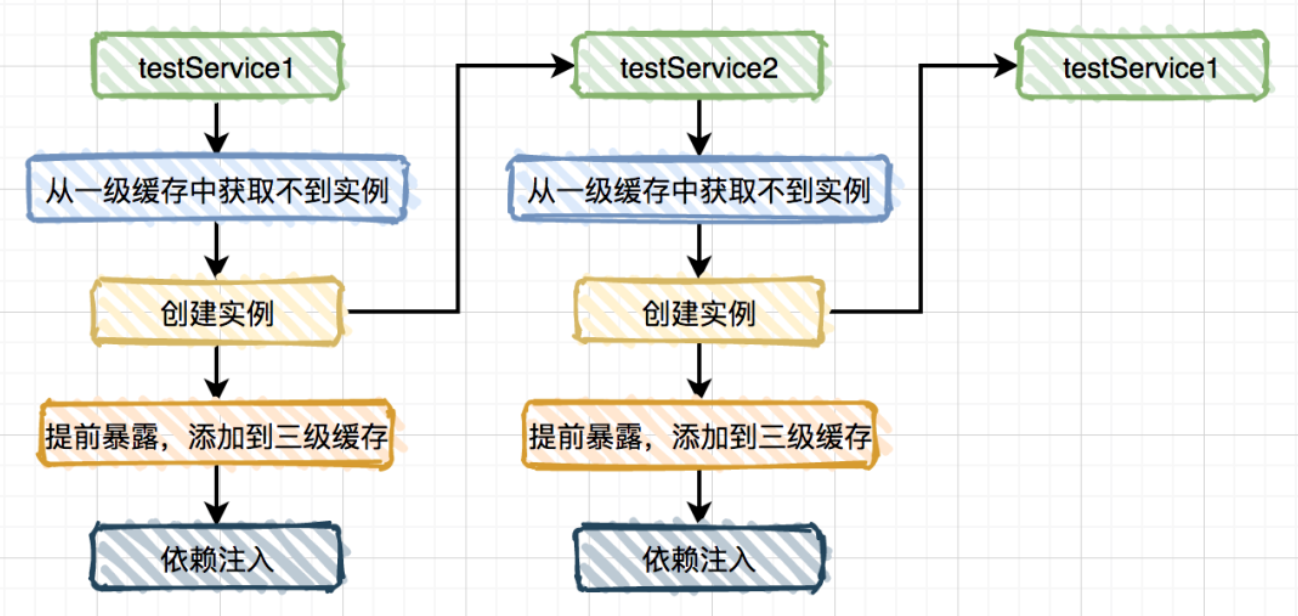 testService1
从一级缓存中获取不到实例
创建实例
提前暴露，添加到三级缓存
依赖注入
testService2
从一级缓存中获取不到实例
创建实例
提前暴露，添加到三级缓存
依赖注入
testService1